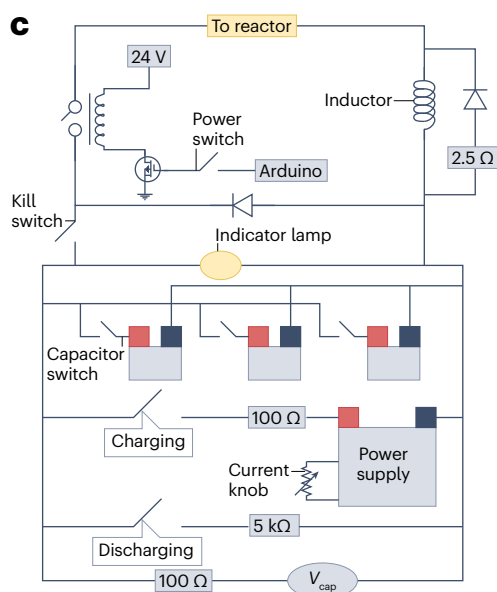 c
To reactor
24 V
Inductor
Power
switch
2.5 Ω
Arduino
Kill
switch
Indicator lamp
Capacitor
switch
100 Ω
Charging
Power
supply
Current
knob
5 kΩ
Discharging
100 Ω
Vcap